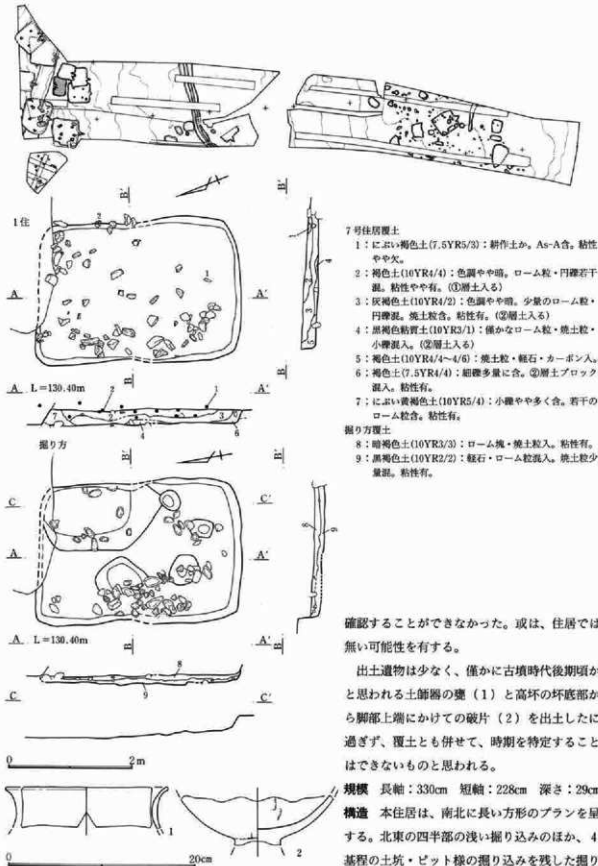 1住
B′
B′
2
1
4
3
5
A
A′
B
B
A L=130.40m
2
1
A′
2
3
4
6
掘り方
B′
B′
C
C′
8
9
A
A′
B
B
A L=130.40m
A′
8
9
C
C′
0 2m
1
2
0 20cm
7号住居覆土
1：にぶい褐色土(7.5YR5/3)：耕作土か。As-A含。粘性
やや欠。
2：褐色土(10YR4/4)：色調やや暗。ローム粒・円礫若干
混。粘性やや有。(①層土入る)
3：灰褐色土(10YR4/2)：色調やや暗。少量のローム粒・
円礫混。焼土粒含。粘性有。(②層土入る)
4：黒褐色粘質土(10YR3/1)：僅かなローム粒・焼土粒・
小礫混入。(②層土入る)
5：褐色土(10YR4/4〜4/6)：焼土粒・軽石・カーボン入。
6：褐色土(7.5YR4/4)：細礫多量に含。②層土ブロック
混入。粘性有。
7：にぶい黄褐色土(10YR5/4)：小礫やや多く含。若干の
ローム粒含。粘性有。
掘り方覆土
8：暗褐色土(10YR3/3)：ローム塊・焼土粒入。粘性有。
9：黒褐色土(10YR2/2)：軽石・ローム粒混入。焼土粒少
量混。粘性有。
確認することができなかった。或は、住居では
無い可能性を有する。
出土遺物は少なく、僅かに古墳時代後期頃か
と思われる土師器の甕（1）と高坏の坏底部か
ら脚部上端にかけての破片（2）を出土したに
過ぎず、覆土とも併せて、時期を特定すること
はできないものと思われる。
規模 長軸：330cm 短軸：228cm 深さ：29cm
構造 本住居は、南北に長い方形のプランを呈
する。北東の四半部の浅い掘り込みのほか、4
基程の土坑・ピット様の掘り込みを残した掘り